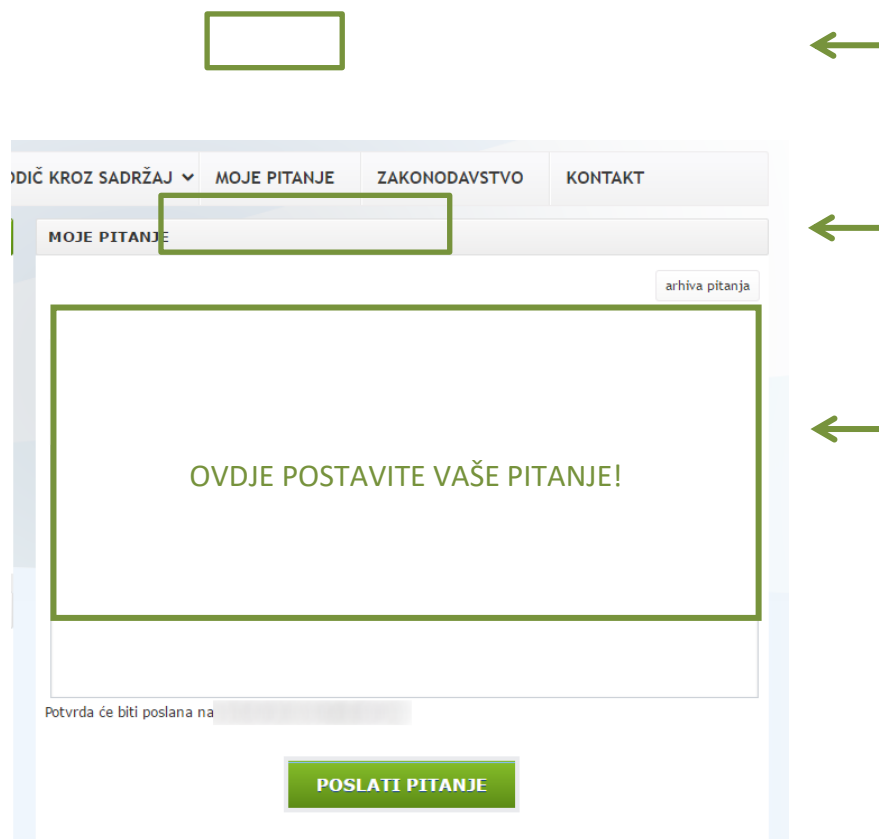 ODIČ KROZ SADRŽAJ MOJE PITANJE ZAKONODAVSTVO KONTAKT
MOJE PITANJE
arhiva pitanja
OVDJE POSTAVITE VAŠE PITANJE!
Potvrda će biti poslana na
POSLATI PITANJE